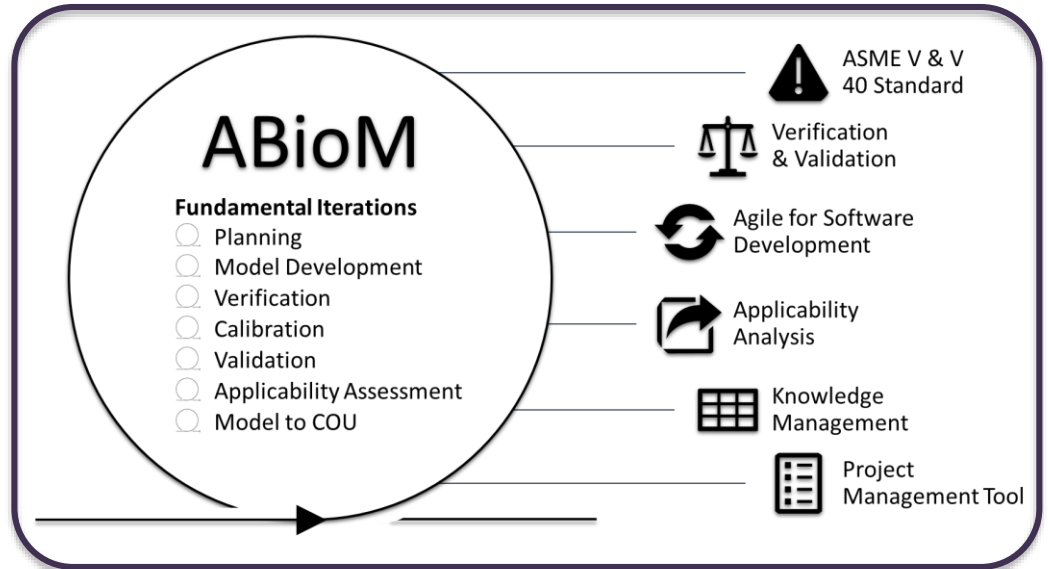 ABioM
Fundamental Iterations
Planning
Model Development
Verification
Calibration
Validation
Applicability Assessment
Model to COU
ASME V & V
40 Standard
Verification
& Validation
Agile for Software
Development
Applicability
Analysis
Knowledge
Management
Project
Management Tool